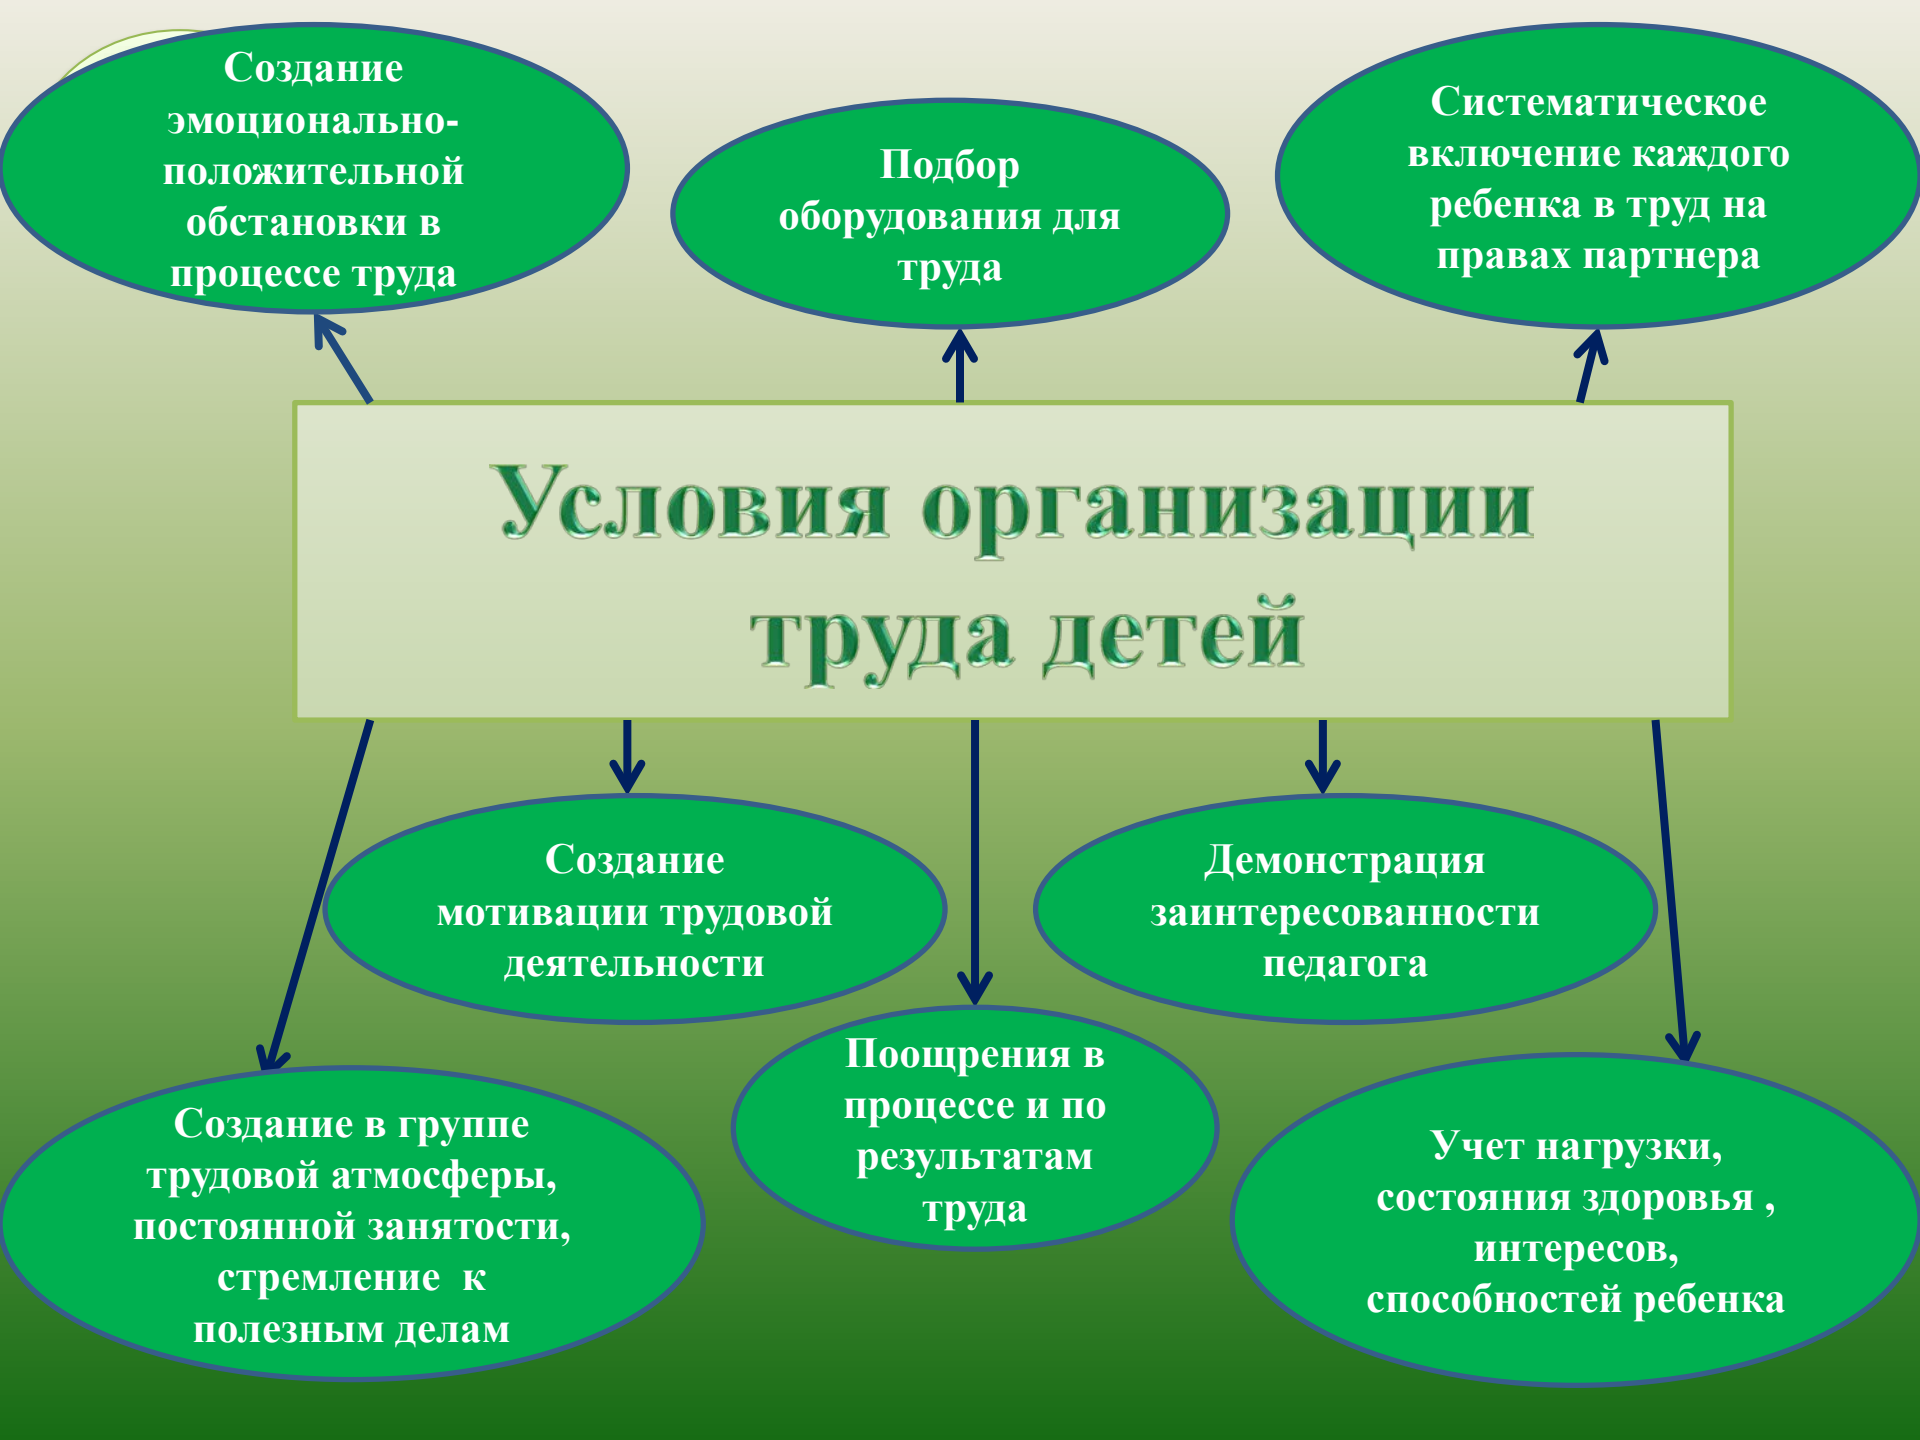 Создание
эмоционально-
положительной
обстановки в
процессе труда
Подбор
оборудования для
труда
Систематическое
включение каждого
ребенка в труд на
правах партнера
Условия организации
труда детей
Создание
мотивации трудовой
деятельности
Демонстрация
заинтересованности
педагога
Создание в группе
трудовой атмосферы,
постоянной занятости,
стремление к
полезным делам
Поощрения в
процессе и по
результатам
труда
Учет нагрузки,
состояния здоровья ,
интересов,
способностей ребенка